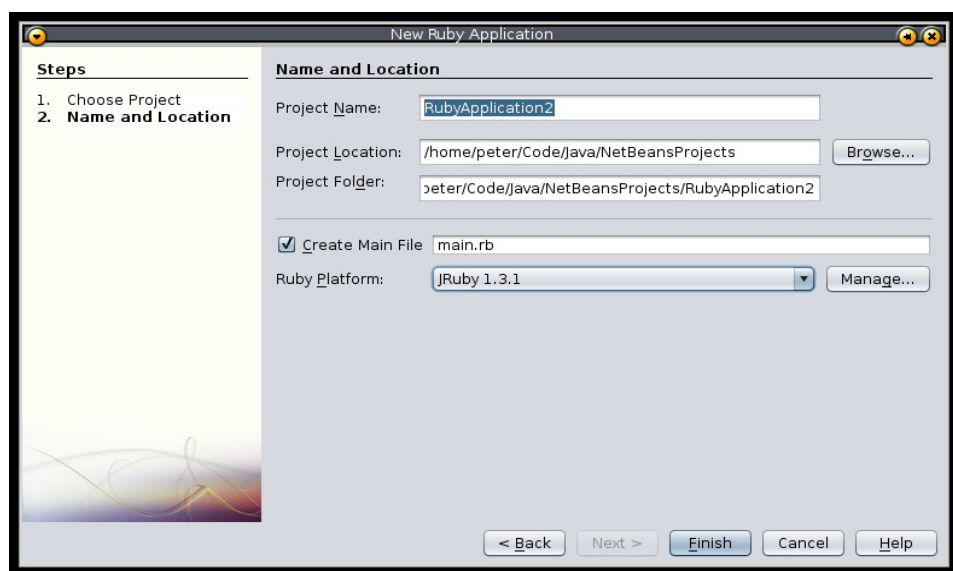 New Ruby Application
Steps
1. Choose Project
2. Name and Location
Name and Location
Project Name: RubyApplication2
Project Location: /home/peter/Code/Java/NetBeansProjects Browse...
Project Folder: peter/Code/Java/NetBeansProjects/RubyApplication2
Create Main File main.rb
Ruby Platform: JRuby 1.3.1 Manage...
< Back Next > Finish Cancel Help